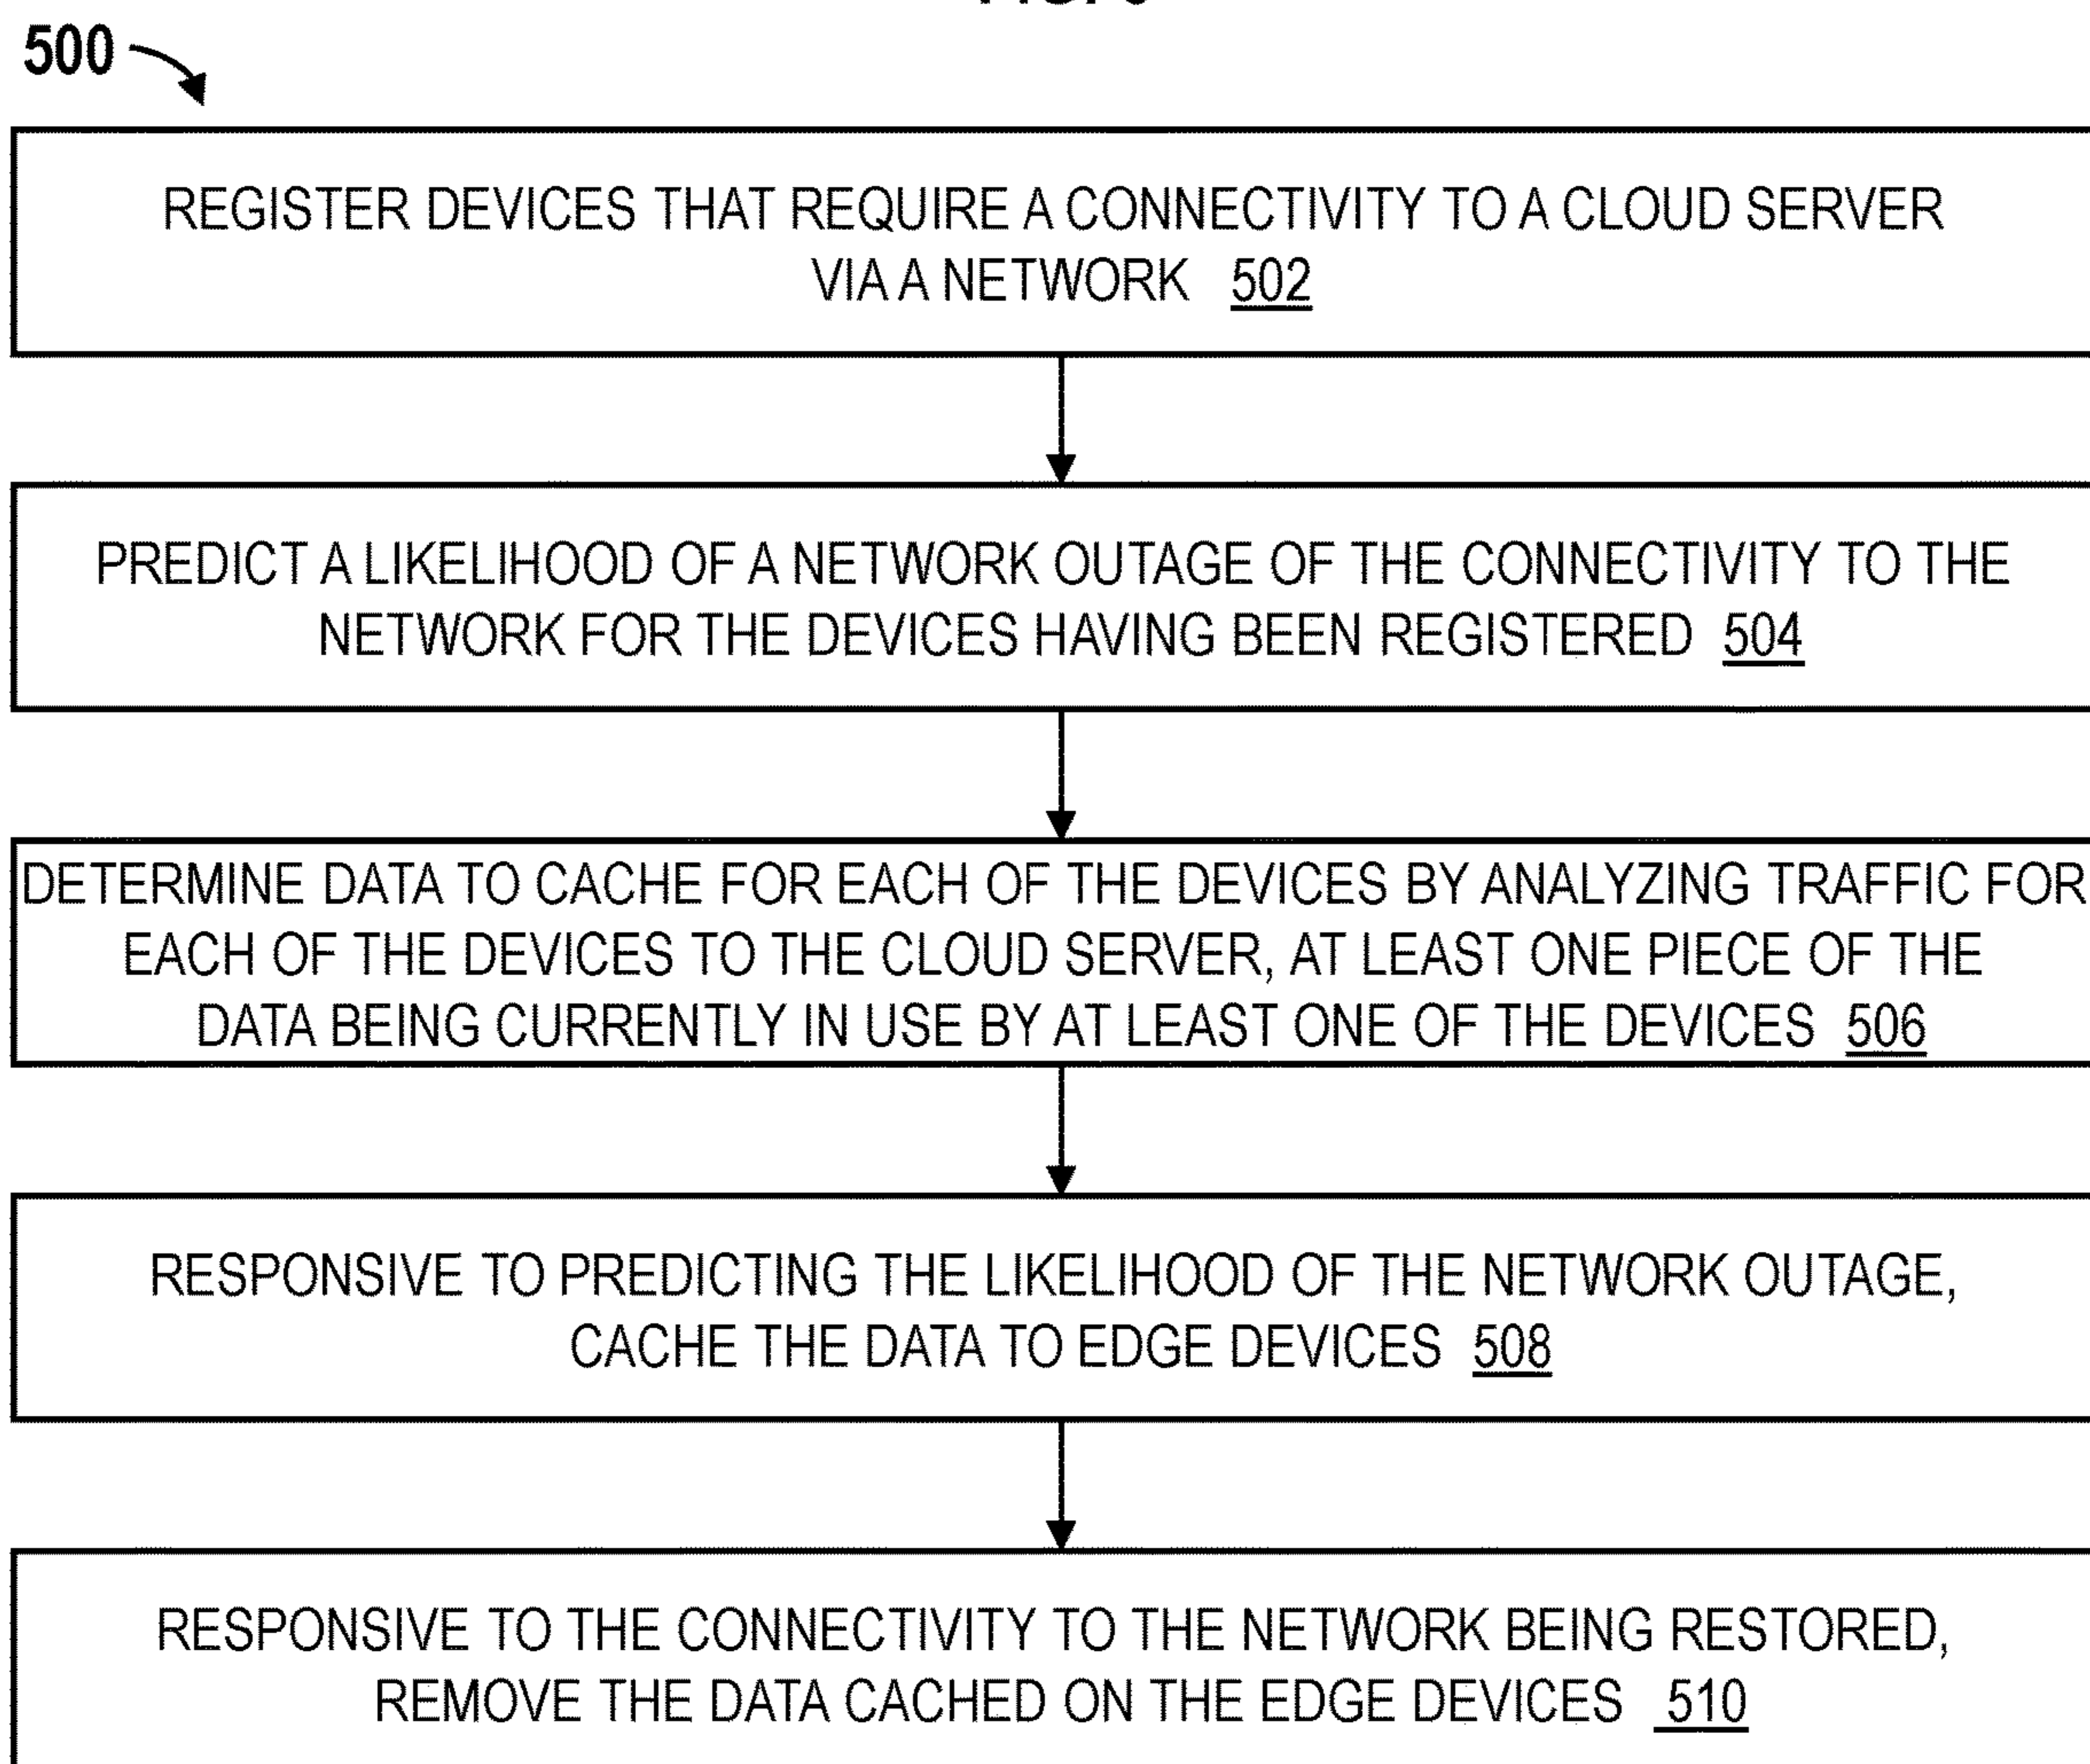 500
REGISTER DEVICES THAT REQUIRE A CONNECTIVITY TO A CLOUD SERVER
VIA A NETWORK 502
PREDICT A LIKELIHOOD OF A NETWORK OUTAGE OF THE CONNECTIVITY TO THE
NETWORK FOR THE DEVICES HAVING BEEN REGISTERED 504
DETERMINE DATA TO CACHE FOR EACH OF THE DEVICES BY ANALYZING TRAFFIC FOR
EACH OF THE DEVICES TO THE CLOUD SERVER, AT LEAST ONE PIECE OF THE
DATA BEING CURRENTLY IN USE BY AT LEAST ONE OF THE DEVICES 506
RESPONSIVE TO PREDICTING THE LIKELIHOOD OF THE NETWORK OUTAGE,
CACHE THE DATA TO EDGE DEVICES 508
RESPONSIVE TO THE CONNECTIVITY TO THE NETWORK BEING RESTORED,
REMOVE THE DATA CACHED ON THE EDGE DEVICES 510